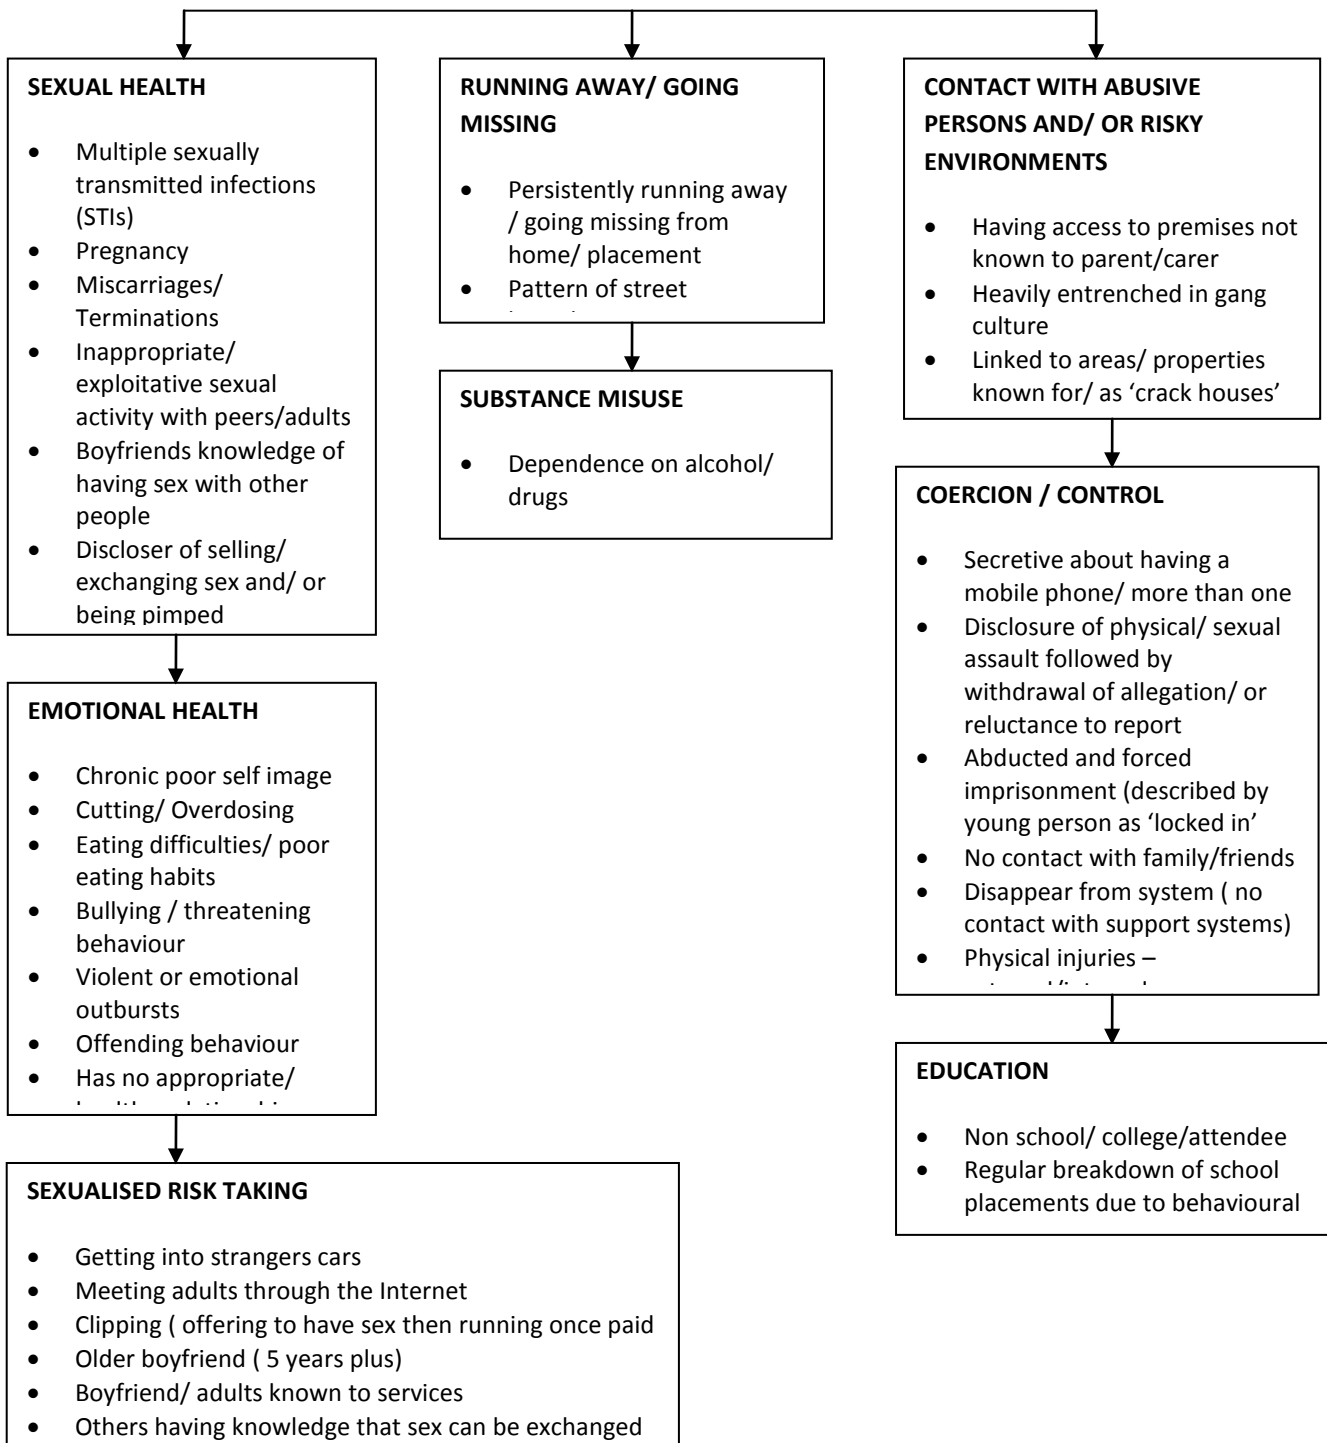 SEXUAL HEALTH
• Multiple sexually
transmitted infections
(STIs)
• Pregnancy
• Miscarriages/
Terminations
• Inappropriate/
exploitative sexual
activity with peers/adults
• Boyfriends knowledge of
having sex with other
people
• Discloser of selling/
exchanging sex and/ or
being pimped
EMOTIONAL HEALTH
• Chronic poor self image
• Cutting/ Overdosing
• Eating difficulties/ poor
eating habits
• Bullying / threatening
behaviour
• Violent or emotional
outbursts
• Offending behaviour
• Has no appropriate/
SEXUALISED RISK TAKING
• Getting into strangers cars
• Meeting adults through the Internet
• Clipping ( offering to have sex then running once paid
• Older boyfriend ( 5 years plus)
• Boyfriend/ adults known to services
• Others having knowledge that sex can be exchanged
RUNNING AWAY/ GOING
MISSING
• Persistently running away
/ going missing from
home/ placement
• Pattern of street
SUBSTANCE MISUSE
• Dependence on alcohol/
drugs
CONTACT WITH ABUSIVE
PERSONS AND/ OR RISKY
ENVIRONMENTS
• Having access to premises not
known to parent/carer
• Heavily entrenched in gang
culture
• Linked to areas/ properties
known for/ as ‘crack houses’
COERCION / CONTROL
• Secretive about having a
mobile phone/ more than one
• Disclosure of physical/ sexual
assault followed by
withdrawal of allegation/ or
reluctance to report
• Abducted and forced
imprisonment (described by
young person as ‘locked in’
• No contact with family/friends
• Disappear from system ( no
contact with support systems)
• Physical injuries –
EDUCATION
• Non school/ college/attendee
• Regular breakdown of school
placements due to behavioural